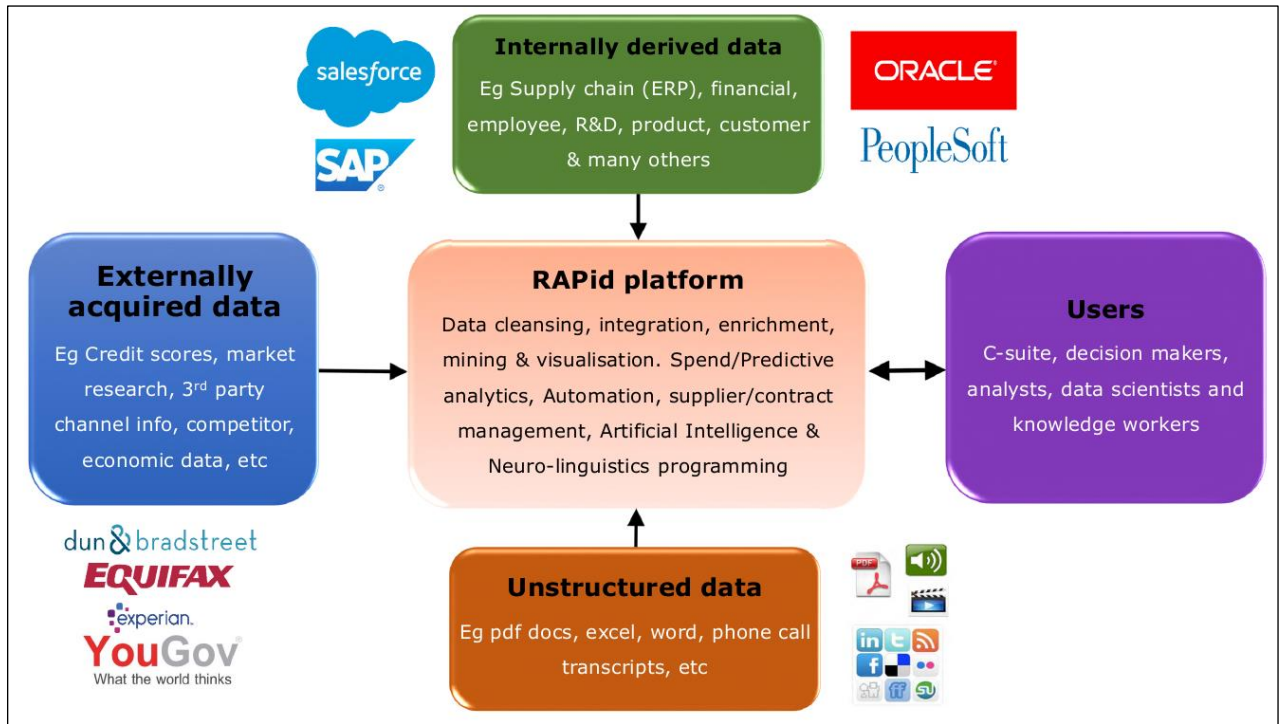 salesforce
SAP
®
Internally derived data
Eg Supply chain (ERP), financial,
employee, R&D, product, customer
& many others
ORACLE®
PeopleSoft
Externally
acquired data
Eg Credit scores, market
research, 3rd party
channel info, competitor,
economic data, etc
RAPid platform
Data cleansing, integration, enrichment,
mining & visualisation. Spend/Predictive
analytics, Automation, supplier/contract
management, Artificial Intelligence &
Neuro-linguistics programming
Users
C-suite, decision makers,
analysts, data scientists and
knowledge workers
dun & bradstreet
EQUIFAX
experian.
YouGov®
What the world thinks
Unstructured data
Eg pdf docs, excel, word, phone call
transcripts, etc
PDF
in
t
f
ff
SU